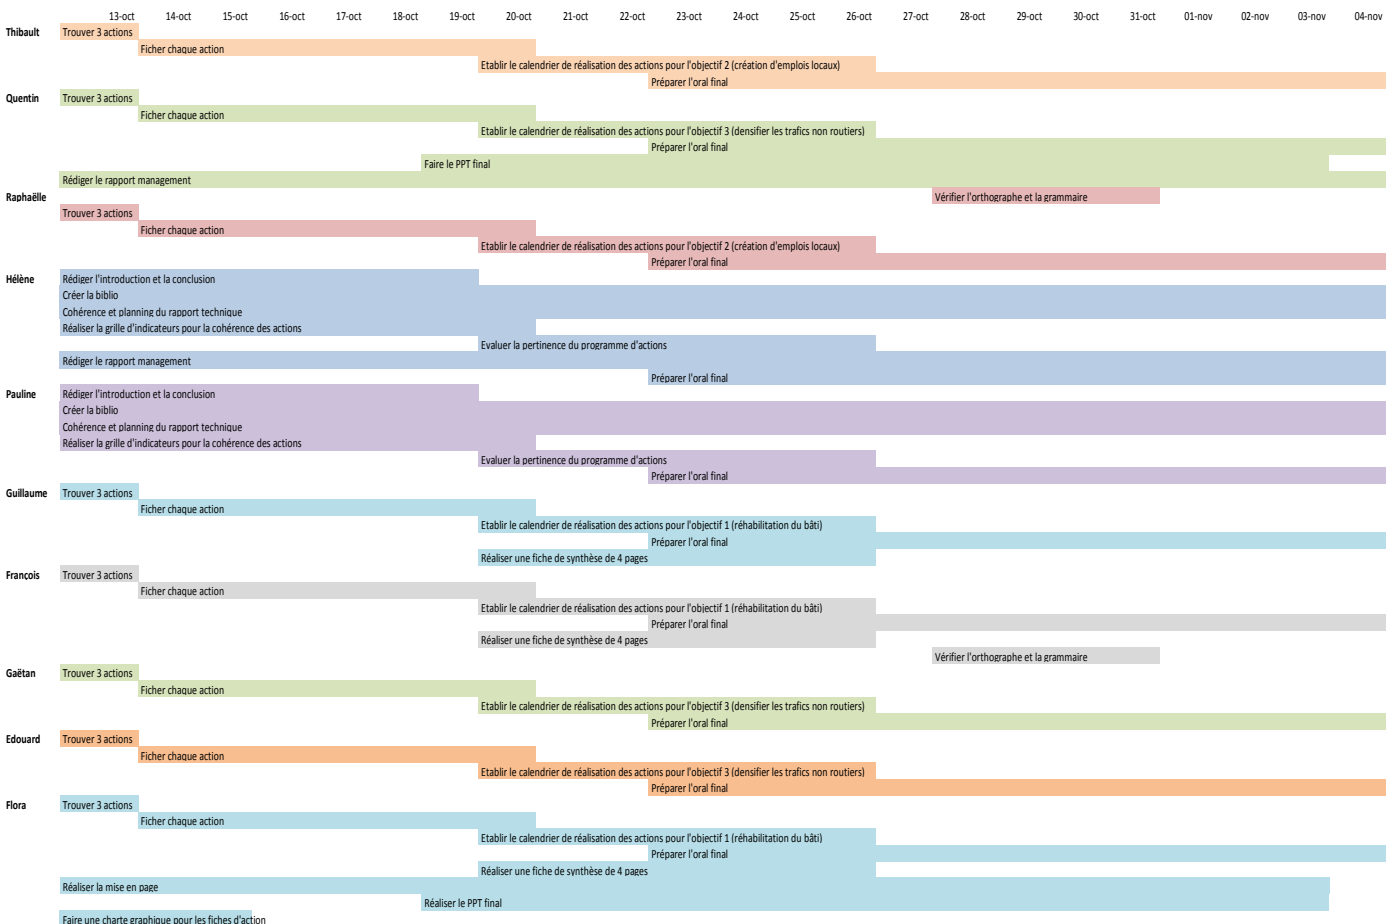 13-oct 14-oct 15-oct 16-oct 17-oct 18-oct 19-oct 20-oct 21-oct 22-oct 23-oct 24-oct 25-oct 26-oct 27-oct 28-oct 29-oct 30-oct 31-oct 01-nov 02-nov 03-nov 04-nov
Thibault Trouver 3 actions
Ficher chaque action
Etablir le calendrier de réalisation des actions pour l'objectif 2 (création d'emplois locaux)
Préparer l'oral final
Quentin Trouver 3 actions
Ficher chaque action
Etablir le calendrier de réalisation des actions pour l'objectif 3 (densifier les trafics non routiers)
Préparer l'oral final
Faire le PPT final
Rédiger le rapport management
Raphaëlle Vérifier l'orthographe et la grammaire
Trouver 3 actions
Ficher chaque action
Etablir le calendrier de réalisation des actions pour l'objectif 2 (création d'emplois locaux)
Préparer l'oral final
Hélène Rédiger l'introduction et la conclusion
Créer la biblio
Cohérence et planning du rapport technique
Réaliser la grille d'indicateurs pour la cohérence des actions
Evaluer la pertinence du programme d'actions
Rédiger le rapport management
Préparer l'oral final
Pauline Rédiger l'introduction et la conclusion
Créer la biblio
Cohérence et planning du rapport technique
Réaliser la grille d'indicateurs pour la cohérence des actions
Evaluer la pertinence du programme d'actions
Préparer l'oral final
Guillaume Trouver 3 actions
Ficher chaque action
Etablir le calendrier de réalisation des actions pour l'objectif 1 (réhabilitation du bâti)
Préparer l'oral final
Réaliser une fiche de synthèse de 4 pages
François Trouver 3 actions
Ficher chaque action
Etablir le calendrier de réalisation des actions pour l'objectif 1 (réhabilitation du bâti)
Préparer l'oral final
Réaliser une fiche de synthèse de 4 pages
Vérifier l'orthographe et la grammaire
Gaëtan Trouver 3 actions
Ficher chaque action
Etablir le calendrier de réalisation des actions pour l'objectif 3 (densifier les trafics non routiers)
Préparer l'oral final
Edouard Trouver 3 actions
Ficher chaque action
Etablir le calendrier de réalisation des actions pour l'objectif 3 (densifier les trafics non routiers)
Préparer l'oral final
Flora Trouver 3 actions
Ficher chaque action
Etablir le calendrier de réalisation des actions pour l'objectif 1 (réhabilitation du bâti)
Préparer l'oral final
Réaliser une fiche de synthèse de 4 pages
Réaliser la mise en page
Réaliser le PPT final
Faire une charte graphique pour les fiches d'action